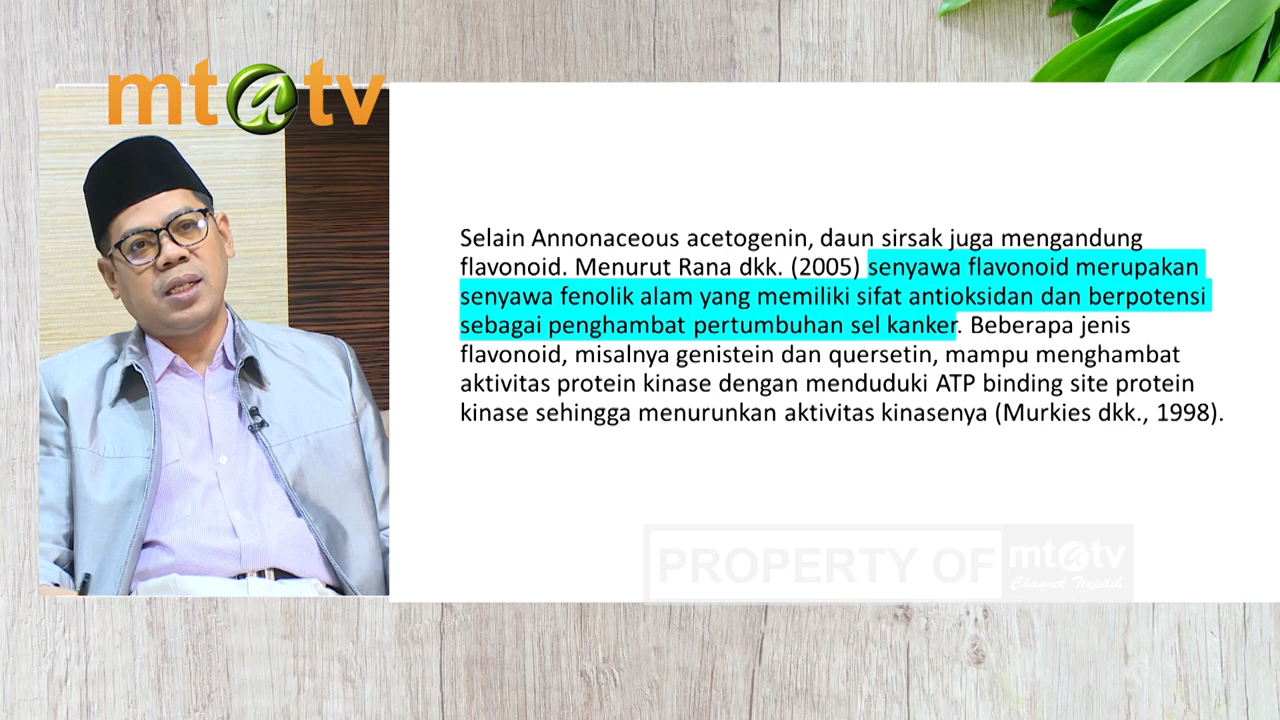 mt@tv
Selain Annonaceous acetogenin, daun sirsak juga mengandung
flavonoid. Menurut Rana dkk. (2005) senyawa flavonoid merupakan
senyawa fenolik alam yang memiliki sifat antioksidan dan berpotensi
sebagai penghambat pertumbuhan sel kanker. Beberapa jenis
flavonoid, misalnya genistein dan quersetin, mampu menghambat
aktivitas protein kinase dengan menduduki ATP binding site protein
kinase sehingga menurunkan aktivitas kinasenya (Murkies dkk., 1998).
PROPERTY OF mt@tv
Channel Terpilih